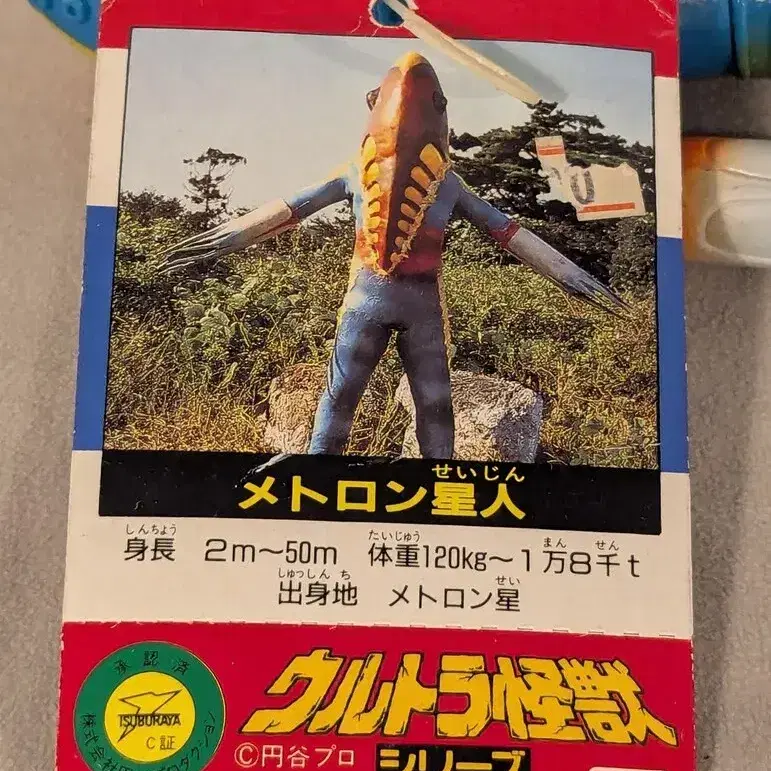 せいじん
メトロン星人
しんちょう たいじゅう まん せん
身長 2m〜50m 体重120kg〜1万8千t
しゅっしんち せい
出身地 メトロン星
承認済
TSUBURAYA
C証
株式会社
ウルトラ怪獣
©円谷プロ シリーズ